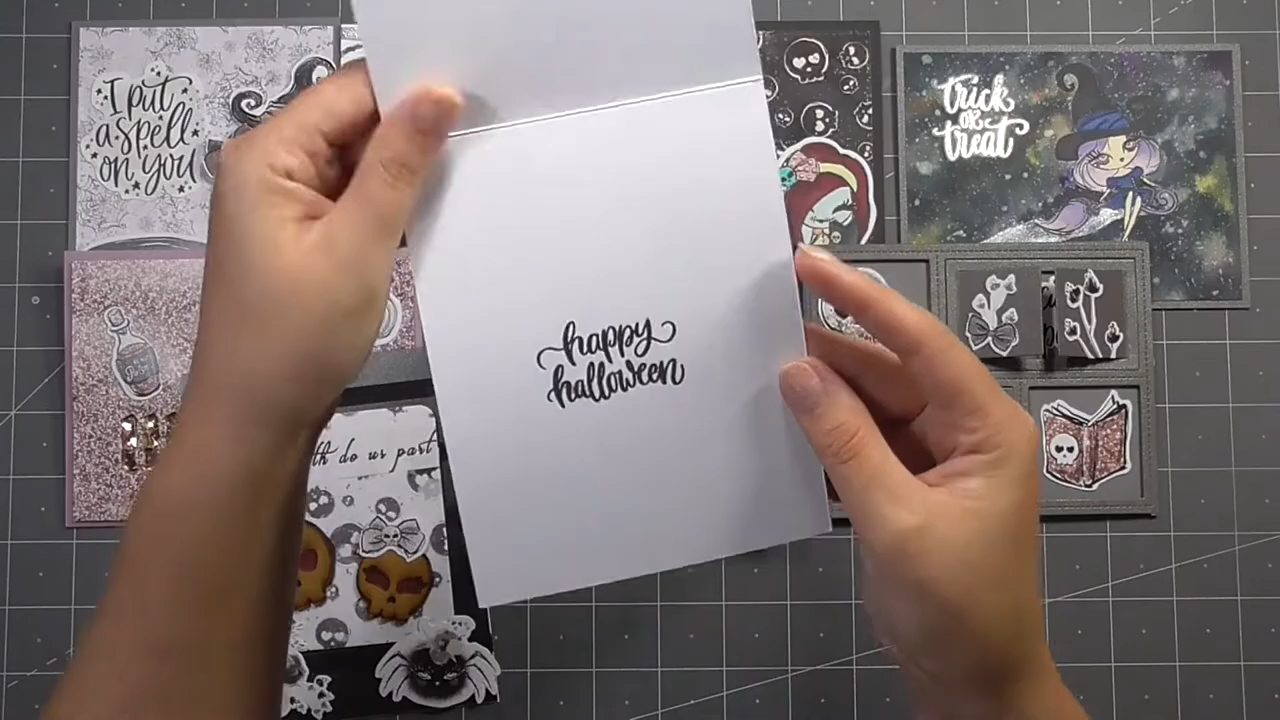 I put
a spell
on you
trick
or
treat
happy
halloween
th do us part